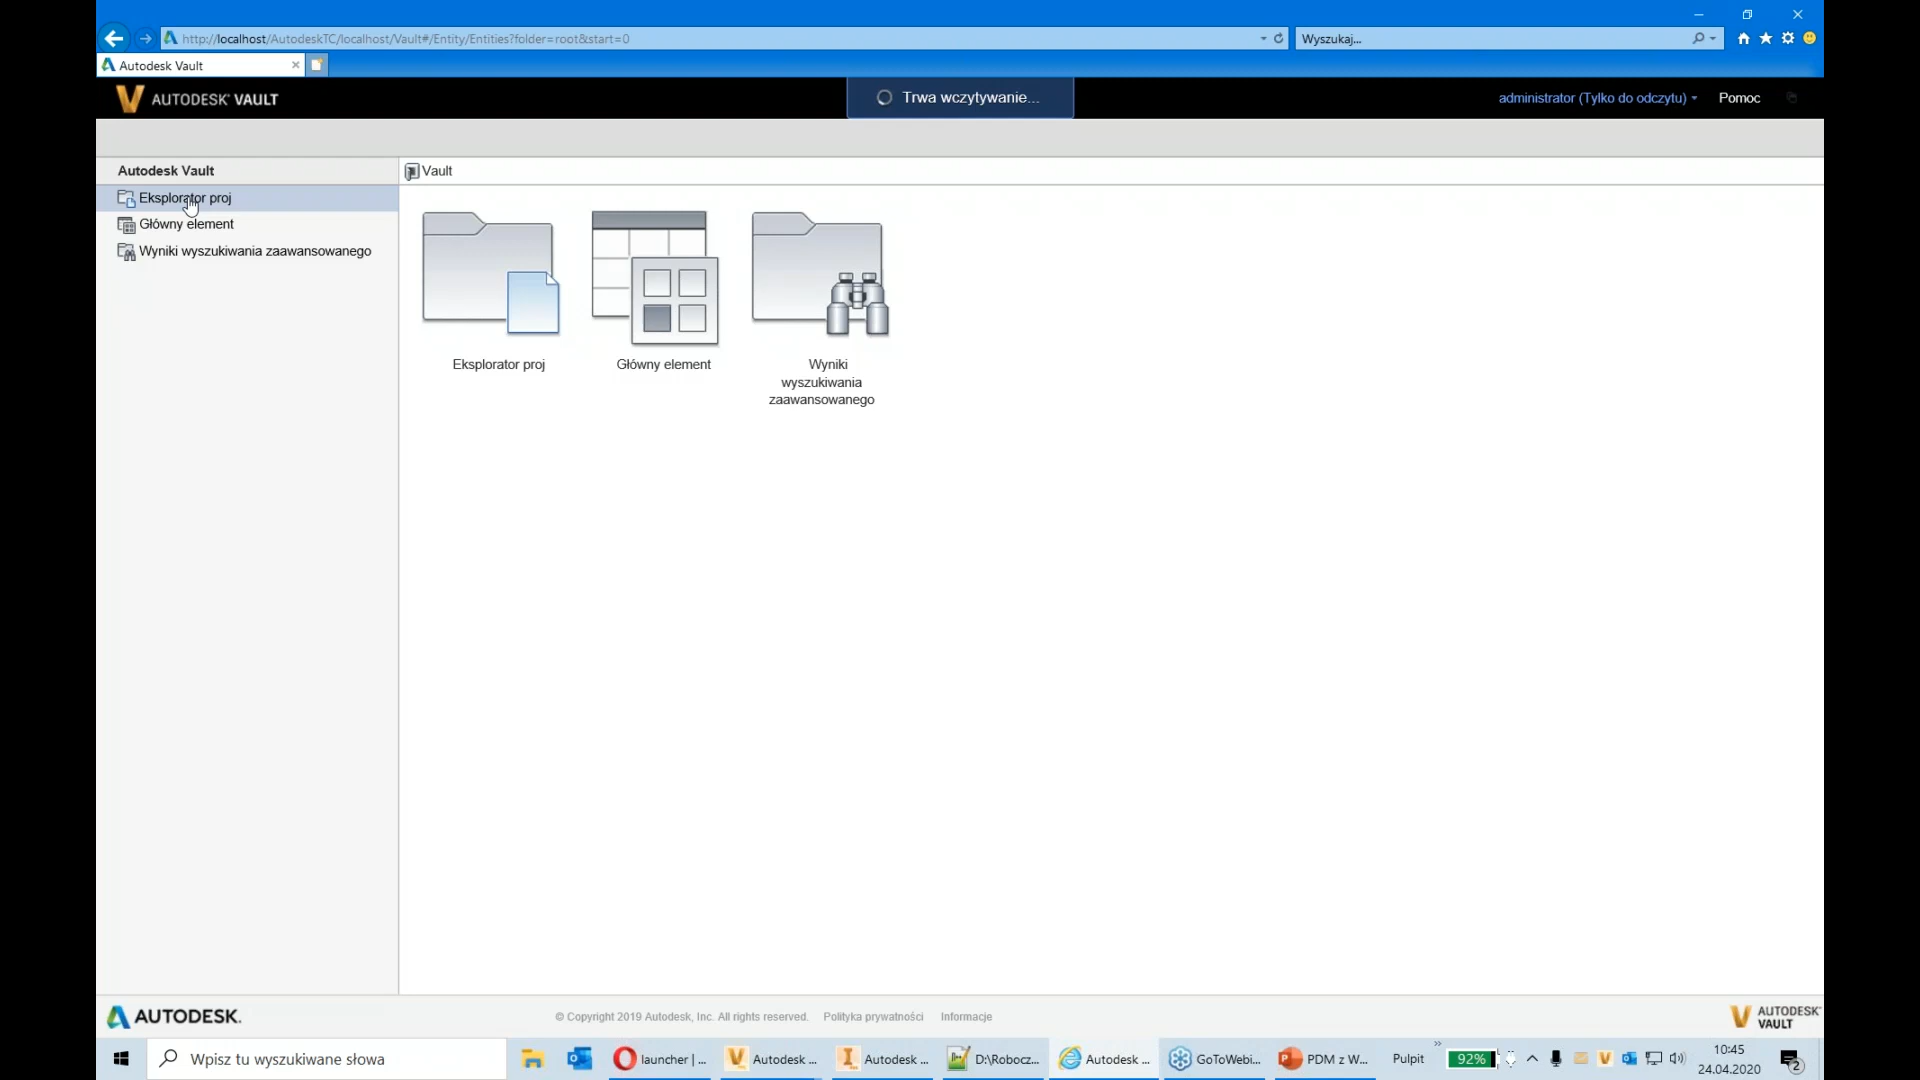 http://localhost/AutodeskTC/localhost/Vault#/Entity/Entities?folder=root&start=0
Wyszukaj...
Autodesk Vault
AUTODESK® VAULT
Trwa wczytywanie...
administrator (Tylko do odczytu)
Pomoc
Autodesk Vault
Vault
Eksplorator proj
Główny element
Wyniki wyszukiwania zaawansowanego
Eksplorator proj
Główny element
Wyniki
wyszukiwania
zaawansowanego
AUTODESK.
© Copyright 2019 Autodesk, Inc. All rights reserved. Polityka prywatności Informacje
AUTODESK®
VAULT
Wpisz tu wyszukiwane słowa
launcher | ...
Autodesk ...
Autodesk ...
D:\Robocz...
Autodesk ...
GoToWebi...
PDM z W...
Pulpit
92%
10:45
24.04.2020
2